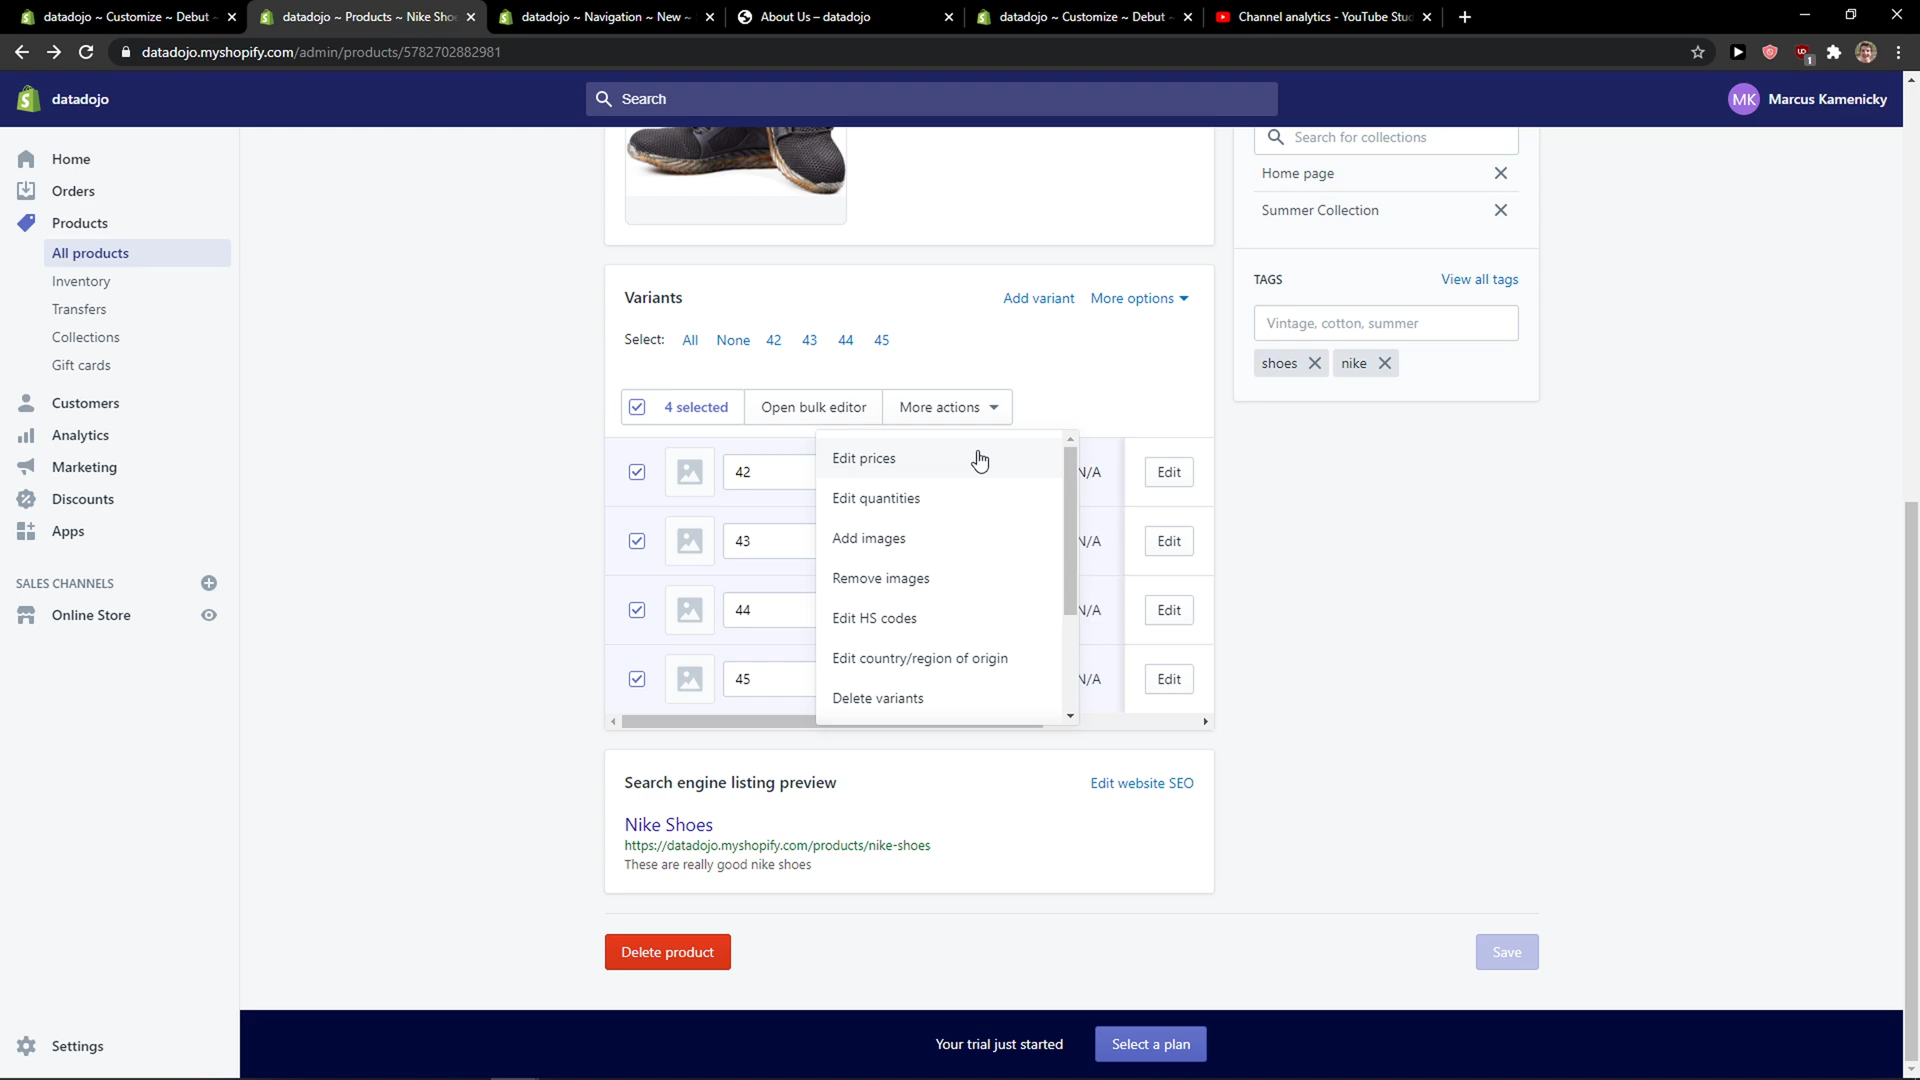 datadojo ~ Customize ~ Debut
datadojo ~ Products ~ Nike Sho
datadojo ~ Navigation ~ New ~
About Us – datadojo
datadojo ~ Customize ~ Debut
Channel analytics - YouTube Stu
datadojo.myshopify.com/admin/products/5782702882981
1
datadojo
Search
MK Marcus Kamenicky
Home
Orders
Products
All products
Inventory
Transfers
Collections
Gift cards
Customers
Analytics
Marketing
Discounts
Apps
SALES CHANNELS
Online Store
Settings
Search for collections
Home page
Summer Collection
TAGS View all tags
Vintage, cotton, summer
shoes nike
Variants Add variant More options
Select: All None 42 43 44 45
4 selected Open bulk editor More actions
42 N/A Edit
43 N/A Edit
44 N/A Edit
45 N/A Edit
Edit prices
Edit quantities
Add images
Remove images
Edit HS codes
Edit country/region of origin
Delete variants
Search engine listing preview Edit website SEO
Nike Shoes
https://datadojo.myshopify.com/products/nike-shoes
These are really good nike shoes
Delete product Save
Your trial just started Select a plan